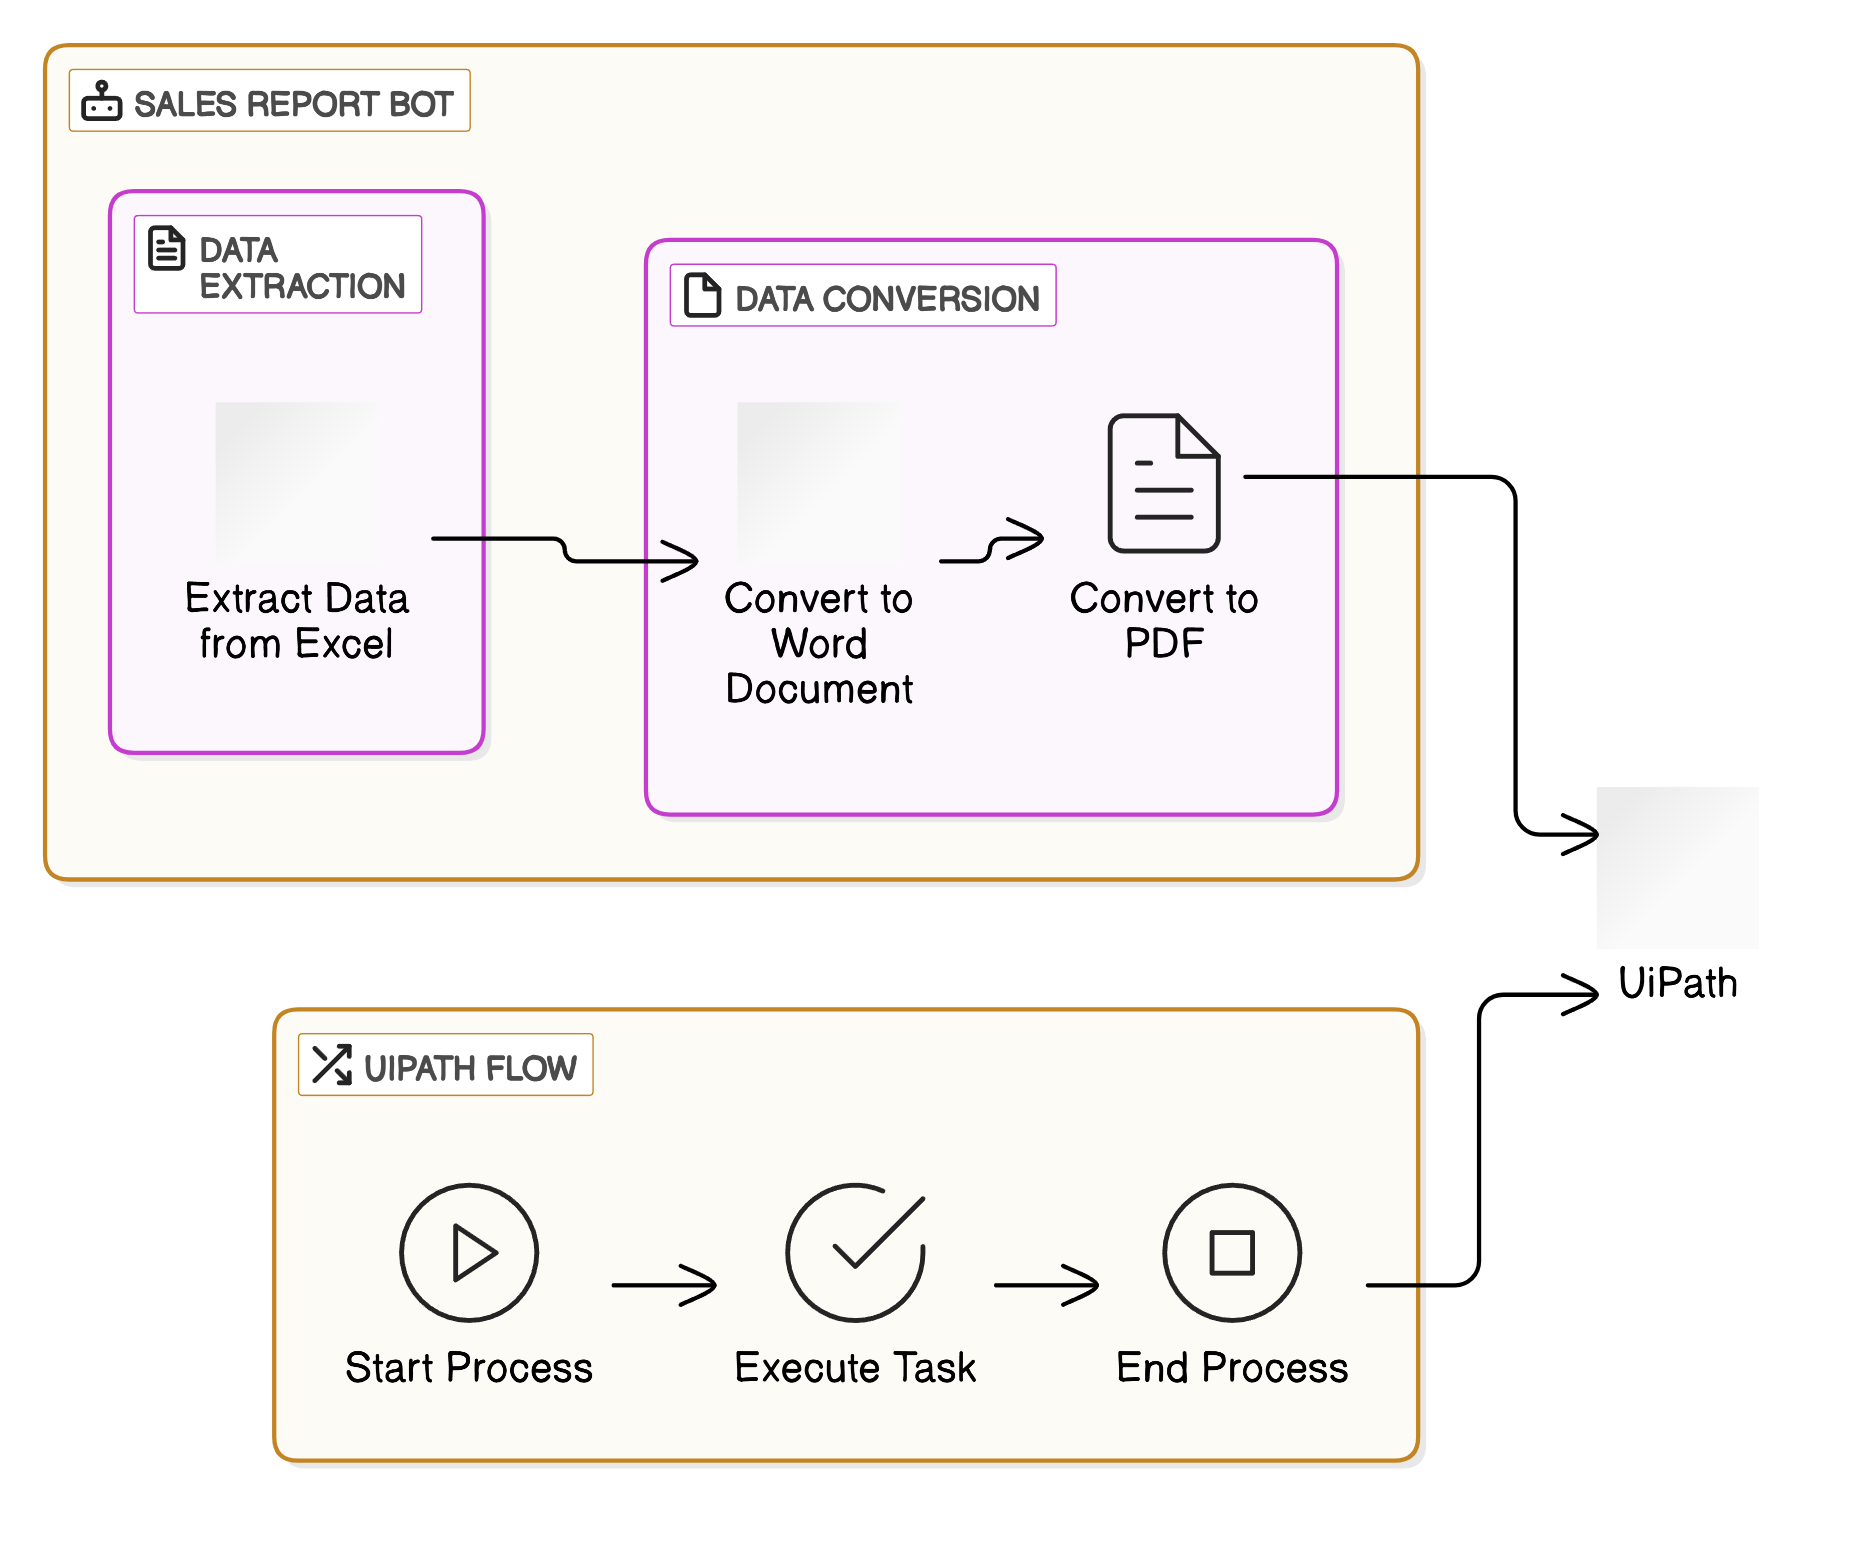 SALES REPORT BOT
DATA
EXTRACTION
DATA CONVERSION
Extract Data
from Excel
Convert to
Word
Document
Convert to
PDF
UiPath
UIPATH FLOW
Start Process
Execute Task
End Process